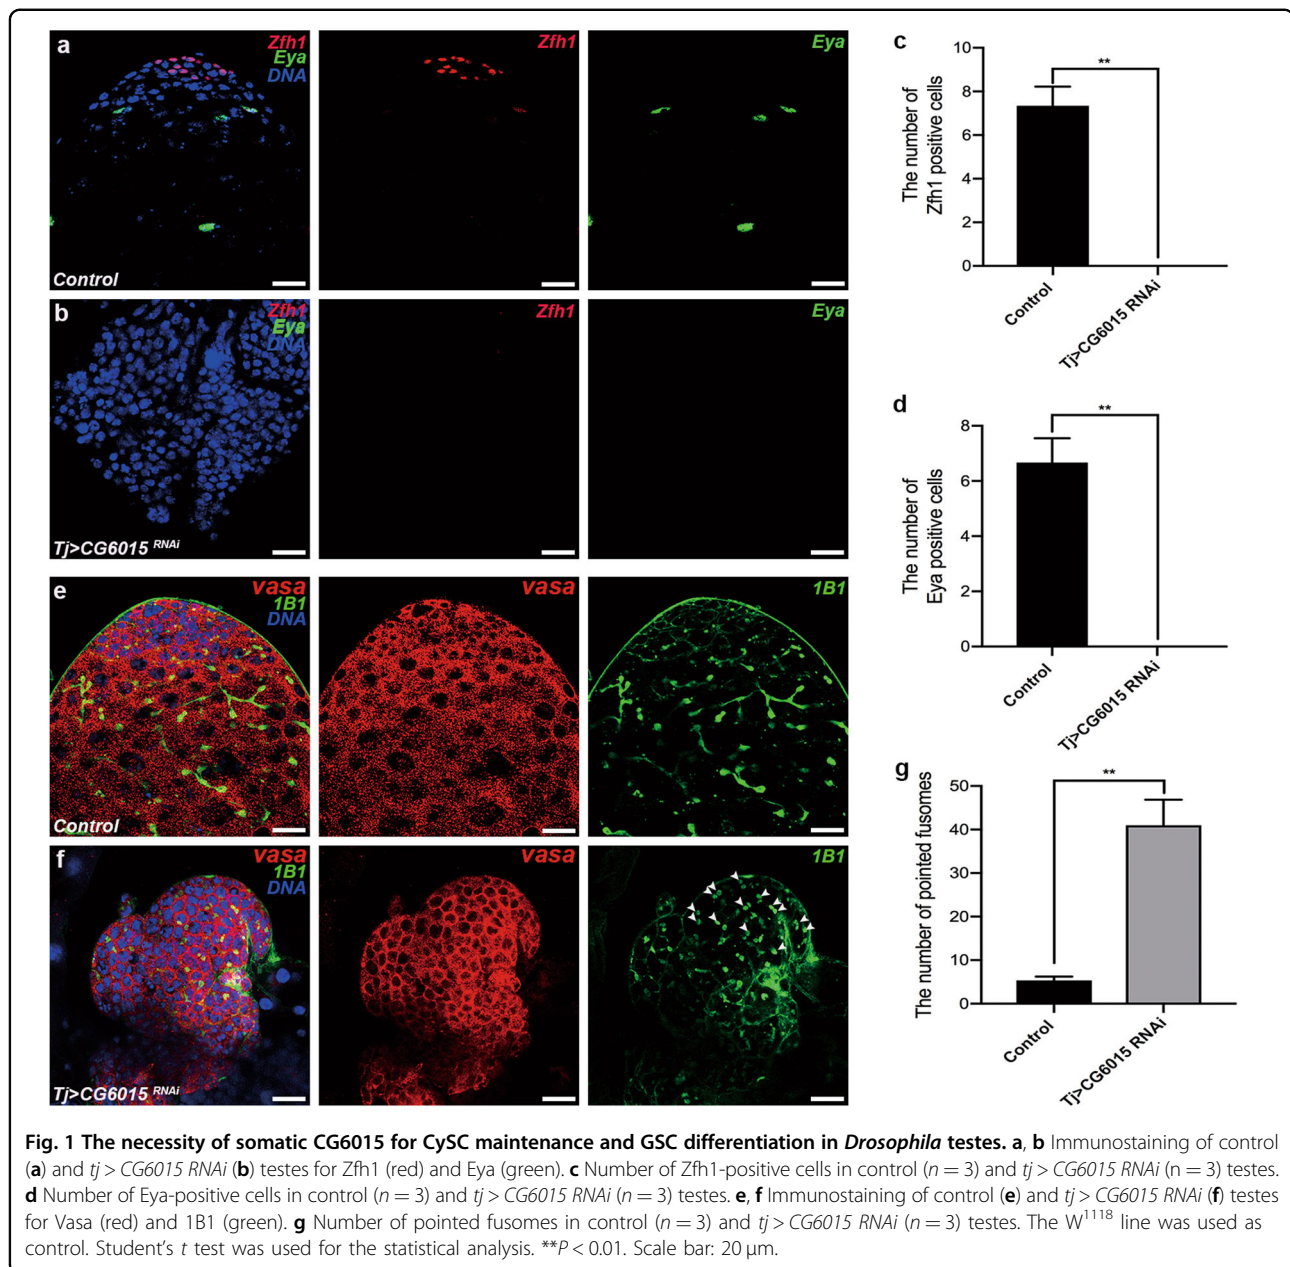 a
Zfh1
Eya
DNA
Control
Zfh1
Eya
b
Zfh1
Eya
DNA
Tj>CG6015 RNAi
Zfh1
Eya
c
The number of
Zfh1 positive cells
10
8
6
4
2
0
**
Control
Tj>CG6015 RNAi
d
The number of
Eya positive cells
8
6
4
2
0
**
Control
Tj>CG6015 RNAi
e
vasa
1B1
DNA
Control
vasa
1B1
f
vasa
1B1
DNA
Tj>CG6015 RNAi
vasa
1B1
g
The number of pointed fusomes
50
40
30
20
10
0
**
Control
Tj>CG6015 RNAi
Fig. 1 The necessity of somatic CG6015 for CySC maintenance and GSC differentiation in Drosophila testes. a, b Immunostaining of control
(a) and tj > CG6015 RNAi (b) testes for Zfh1 (red) and Eya (green). c Number of Zfh1-positive cells in control (n = 3) and tj > CG6015 RNAi (n = 3) testes.
d Number of Eya-positive cells in control (n = 3) and tj > CG6015 RNAi (n = 3) testes. e, f Immunostaining of control (e) and tj > CG6015 RNAi (f) testes
for Vasa (red) and 1B1 (green). g Number of pointed fusomes in control (n = 3) and tj > CG6015 RNAi (n = 3) testes. The W1118 line was used as
control. Student's t test was used for the statistical analysis. **P < 0.01. Scale bar: 20 μm.